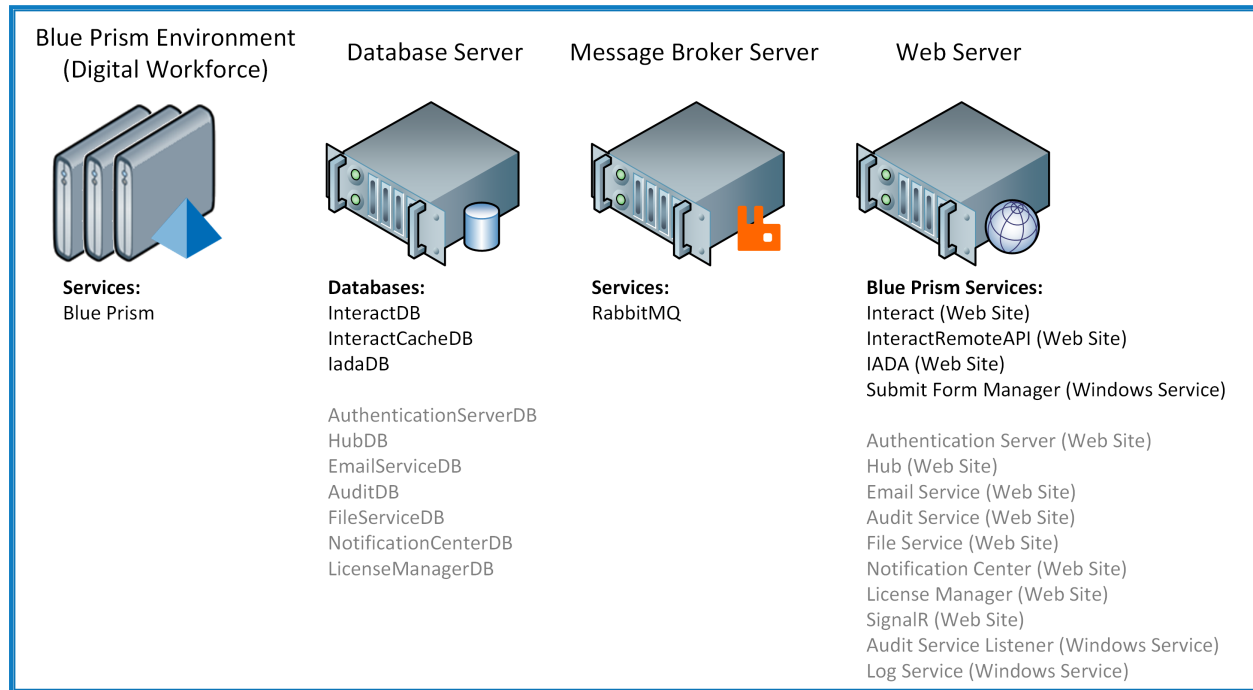 Blue Prism Environment
(Digital Workforce)
Database Server
Message Broker Server
Web Server
Services:
Blue Prism
Databases:
InteractDB
InteractCacheDB
IadaDB
AuthenticationServerDB
HubDB
EmailServiceDB
AuditDB
FileServiceDB
NotificationCenterDB
LicenseManagerDB
Services:
RabbitMQ
Blue Prism Services:
Interact (Web Site)
InteractRemoteAPI (Web Site)
IADA (Web Site)
Submit Form Manager (Windows Service)
Authentication Server (Web Site)
Hub (Web Site)
Email Service (Web Site)
Audit Service (Web Site)
File Service (Web Site)
Notification Center (Web Site)
License Manager (Web Site)
SignalR (Web Site)
Audit Service Listener (Windows Service)
Log Service (Windows Service)